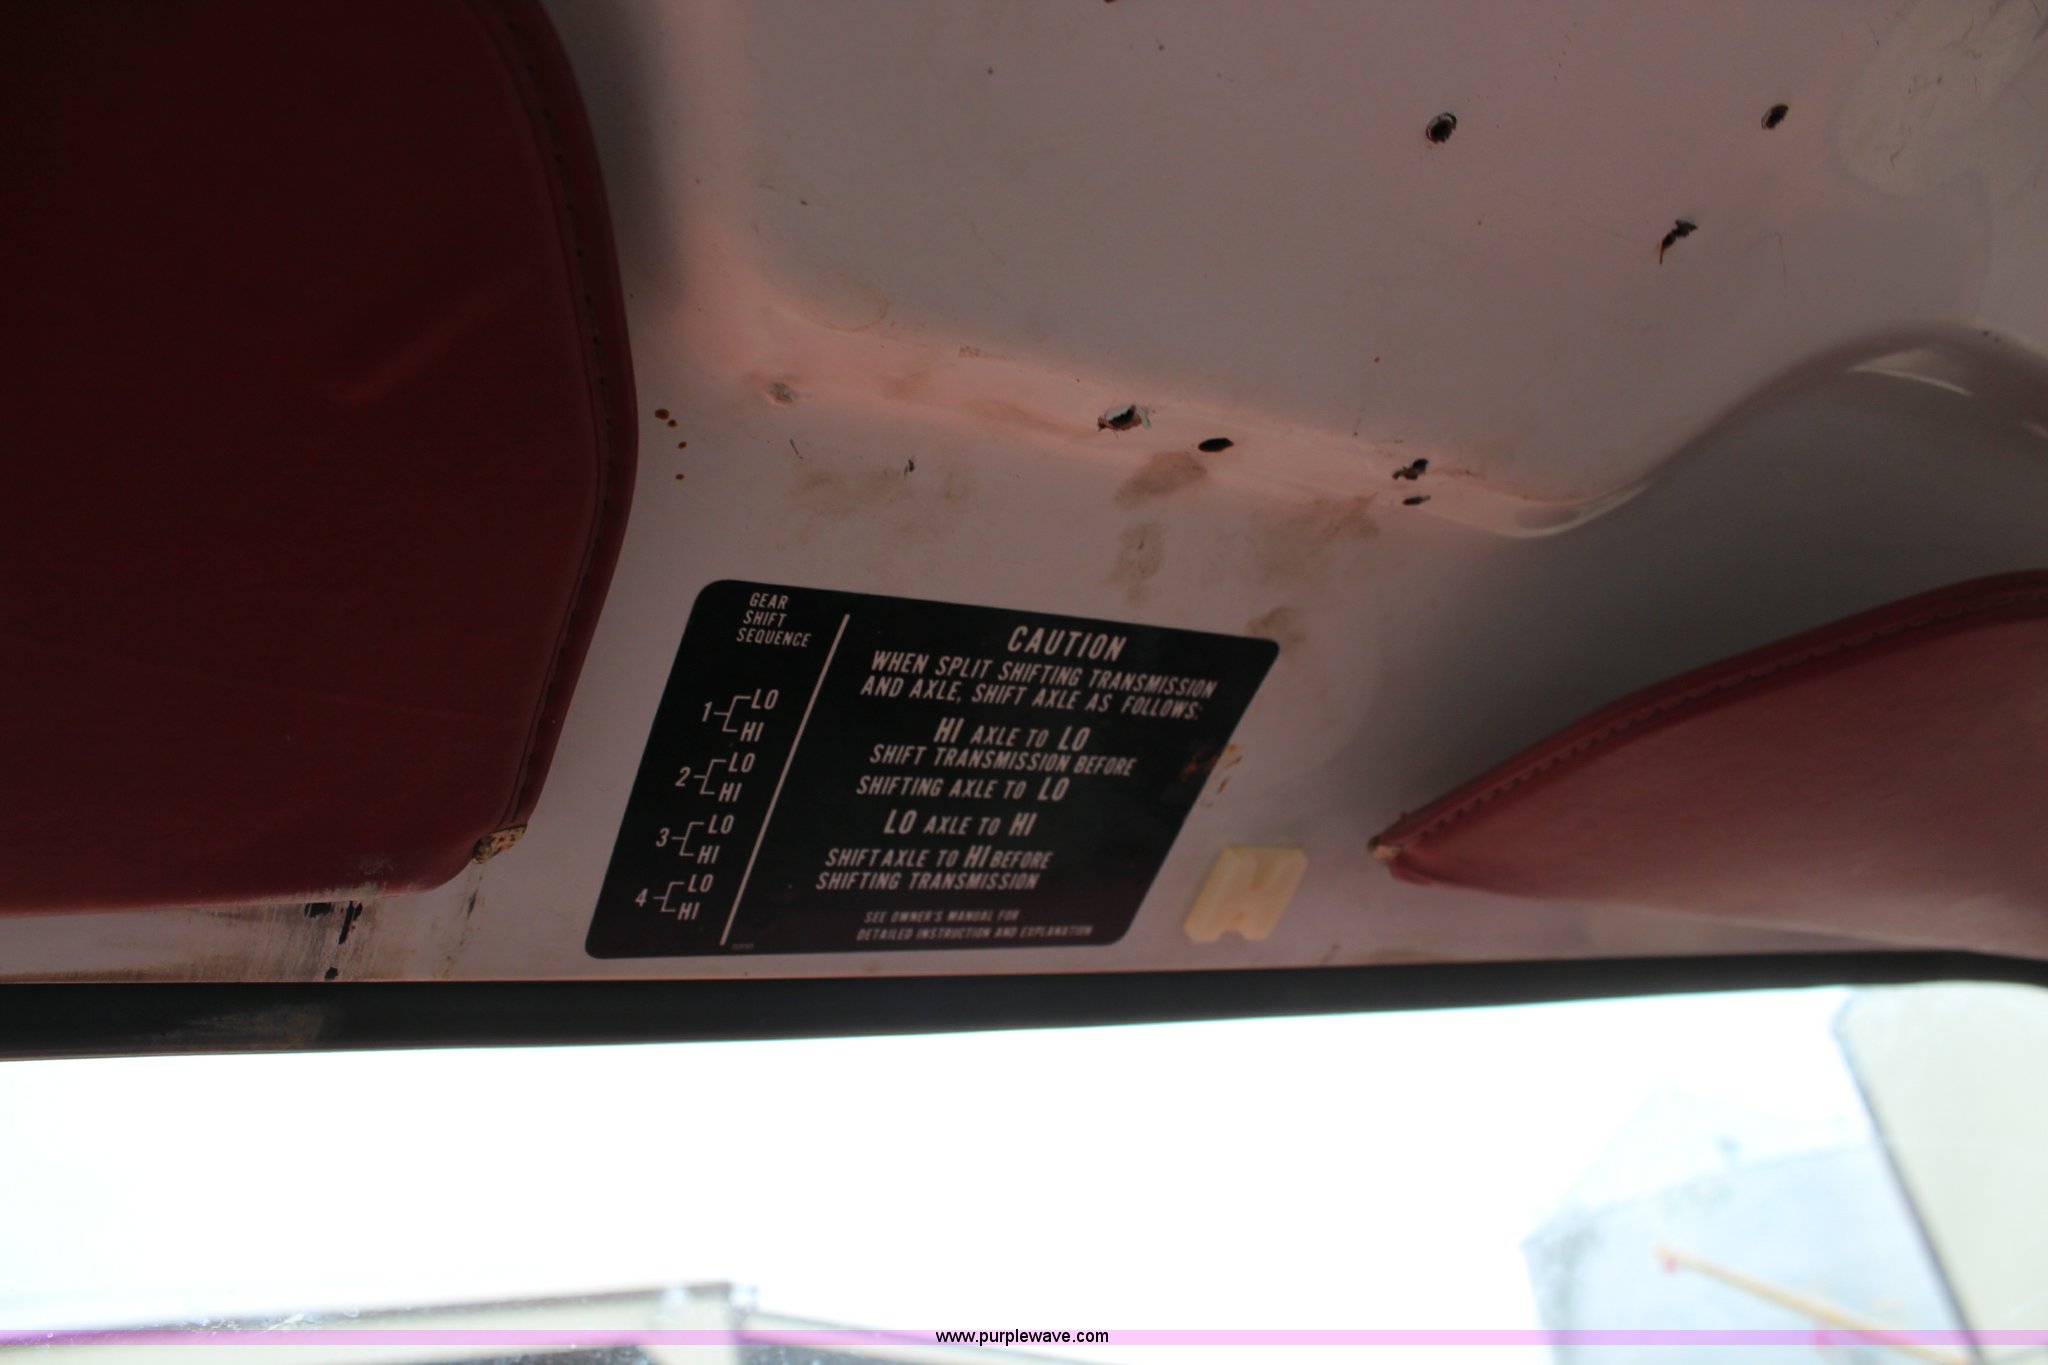 GEAR
SHIFT
SEQUENCE
1 LO
HI
2 LO
HI
3 LO
HI
4 LO
HI
CAUTION
WHEN SPLIT SHIFTING TRANSMISSION
AND AXLE, SHIFT AXLE AS FOLLOWS:
HI AXLE TO LO
SHIFT TRANSMISSION BEFORE
SHIFTING AXLE TO LO
LO AXLE TO HI
SHIFT AXLE TO HI BEFORE
SHIFTING TRANSMISSION
SEE OWNER'S MANUAL FOR
DETAILED INSTRUCTION AND EXPLANATION
www.purplewave.com